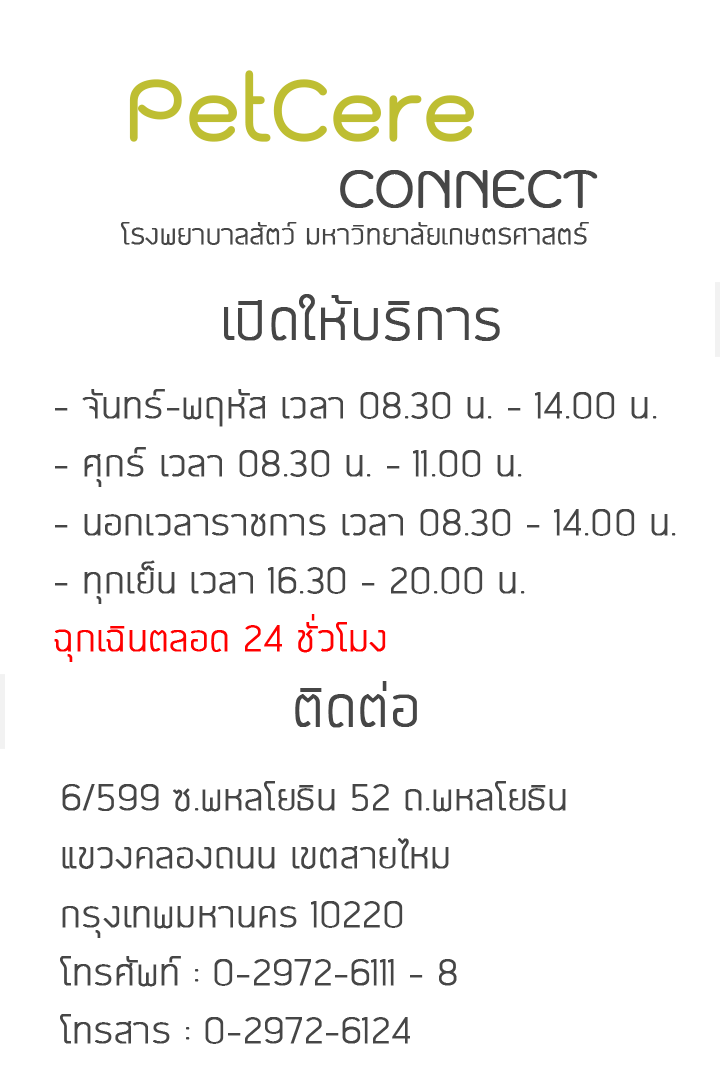 PetCere
CONNECT
โรงพยาบาลสัตว์ มหาวิทยาลัยเกษตรศาสตร์
เปิดให้บริการ
- จันทร์-พฤหัส เวลา 08.30 น. - 14.00 น.
- ศุกร์ เวลา 08.30 น. - 11.00 น.
- นอกเวลาราชการ เวลา 08.30 - 14.00 น.
- ทุกเย็น เวลา 16.30 - 20.00 น.
ฉุกเฉินตลอด 24 ชั่วโมง
ติดต่อ
6/599 ซ.พหลโยธิน 52 ถ.พหลโยธิน
แขวงคลองถนน เขตสายไหม
กรุงเทพมหานคร 10220
โทรศัพท์ : 0-2972-6111 - 8
โทรสาร : 0-2972-6124